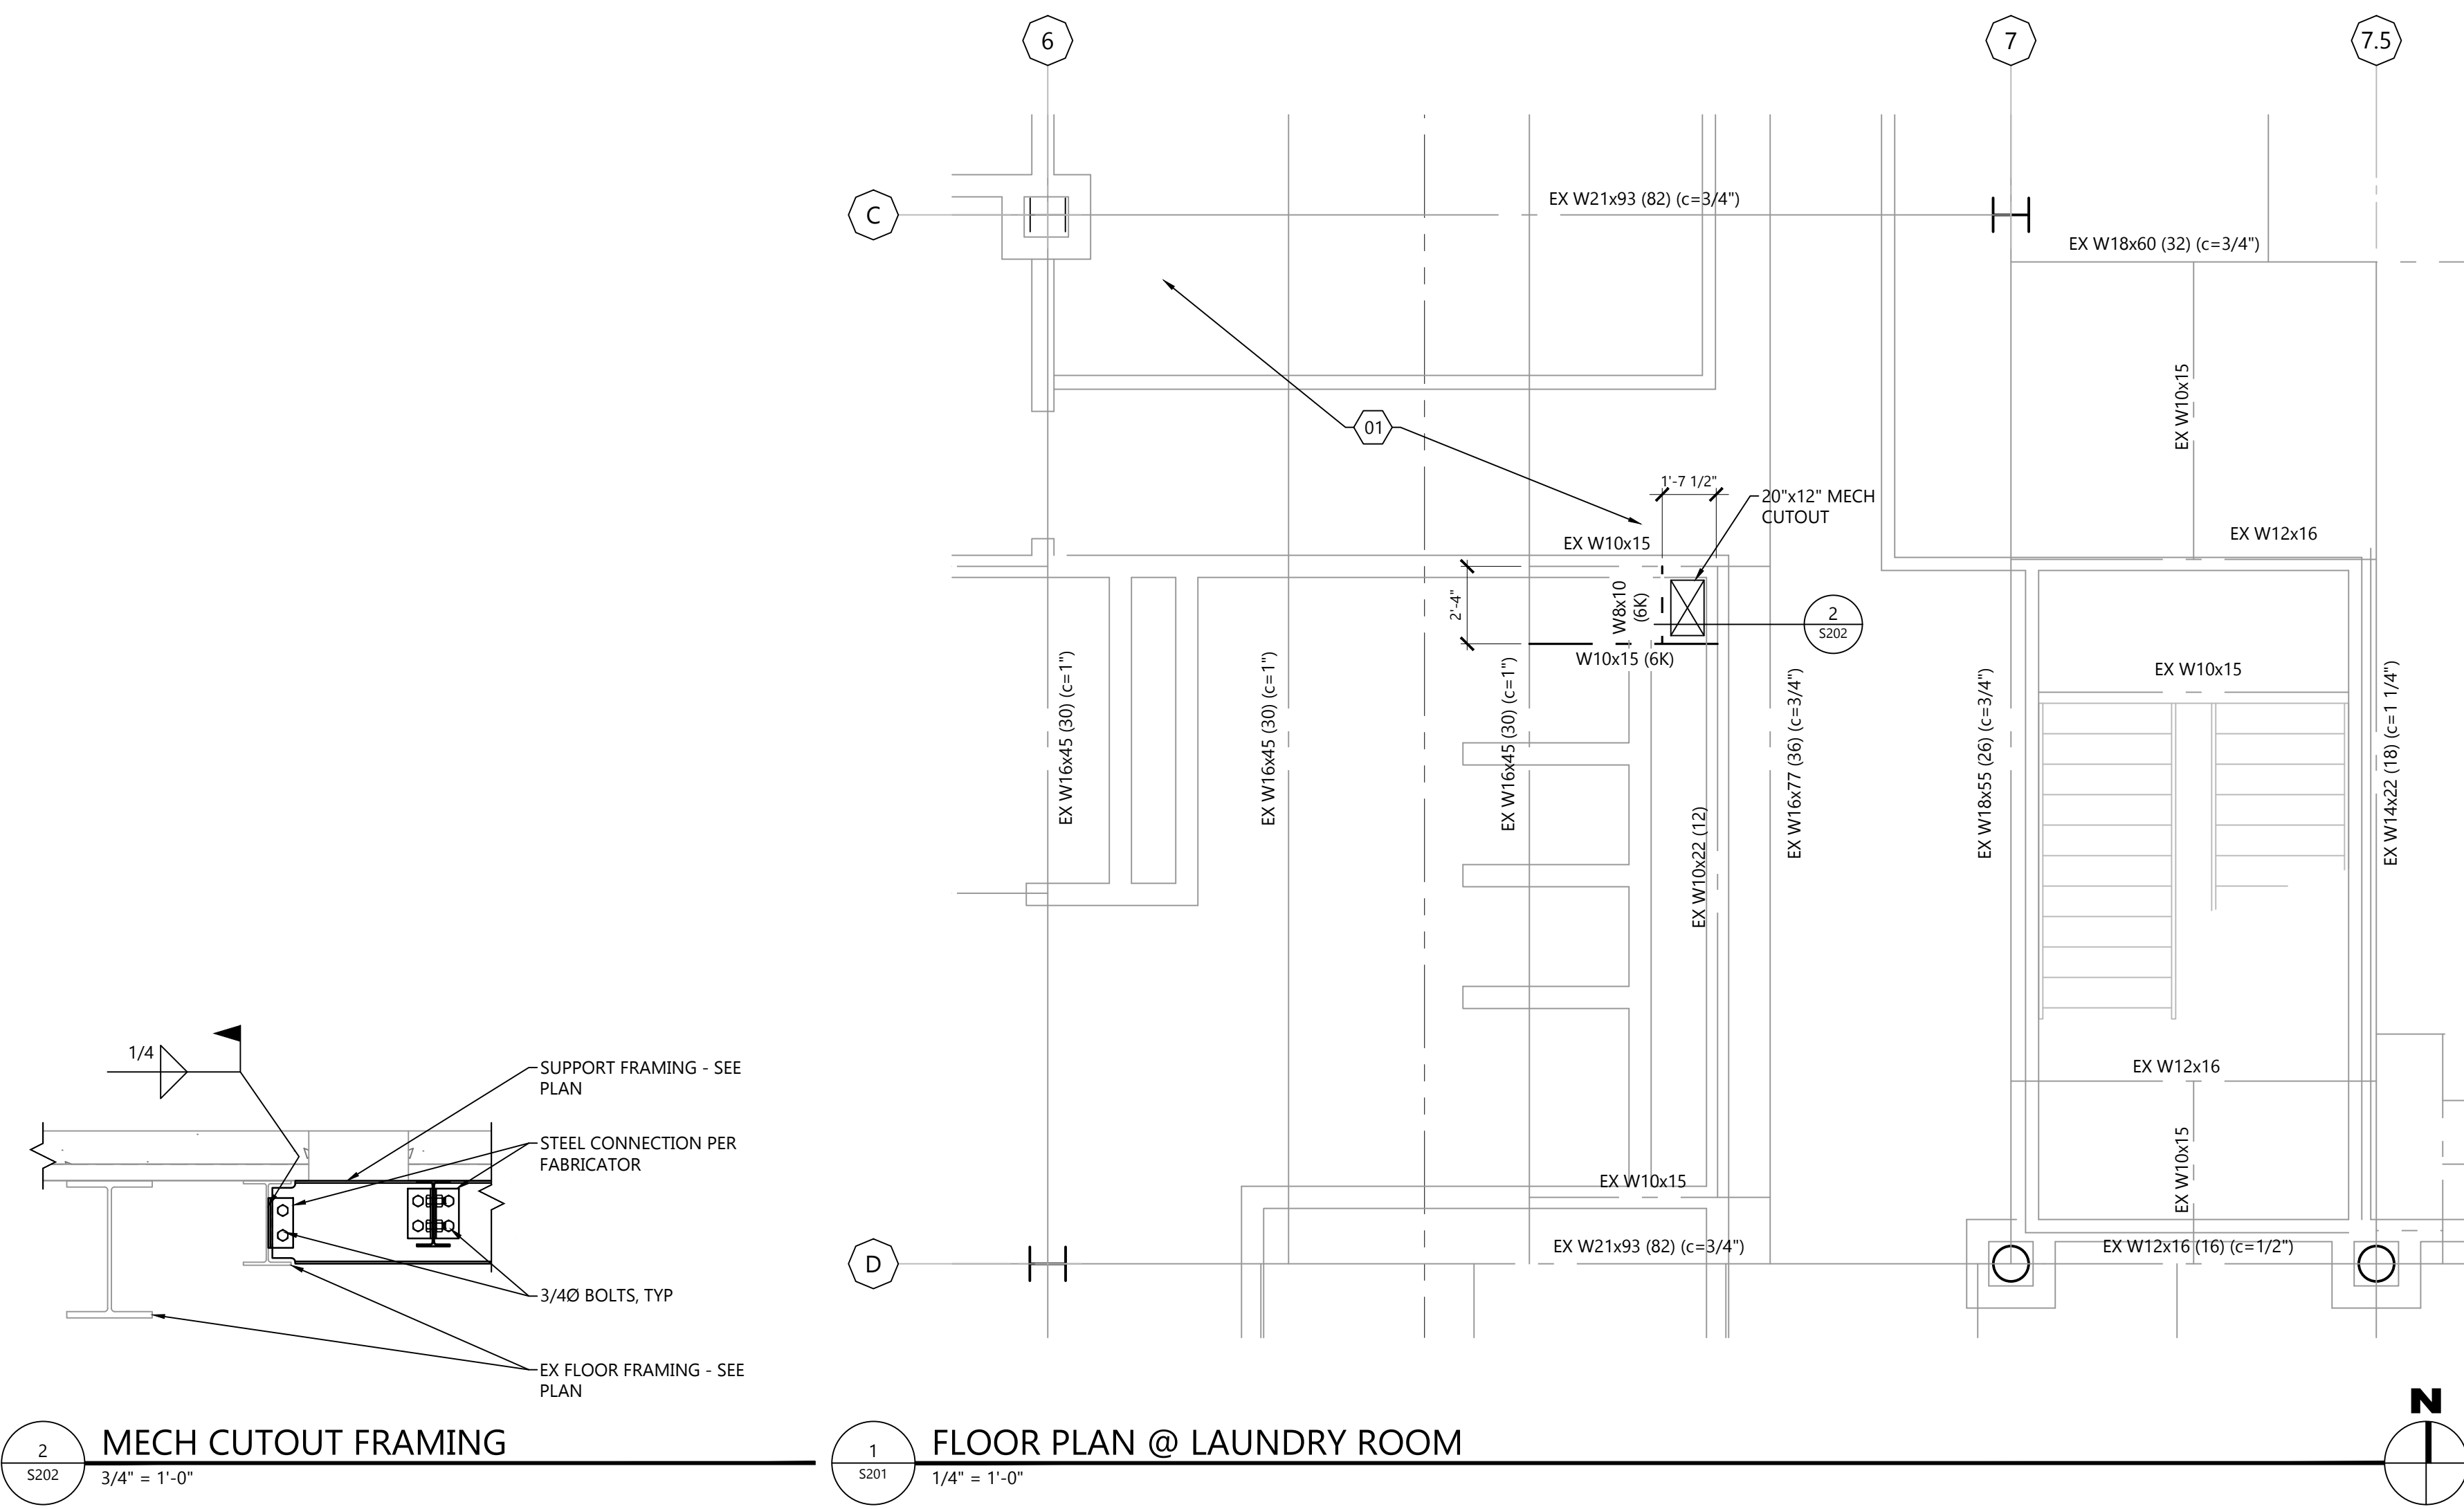 6
7
7.5
C
EX W21x93 (82) (c=3/4")
EX W18x60 (32) (c=3/4")
EX W10x15
01
1'-7 1/2"
20"x12" MECH
CUTOUT
EX W10x15
EX W12x16
2'-4"
W8x10
(6K)
2
S202
W10x15 (6K)
EX W10x15
EX W16x45 (30) (c=1")
EX W16x45 (30) (c=1")
EX W16x45 (30) (c=1")
EX W10x22 (12)
EX W16x77 (36) (c=3/4")
EX W18x55 (26) (c=3/4")
EX W14x22 (18) (c=1 1/4")
EX W12x16
EX W10x15
EX W10x15
D
EX W21x93 (82) (c=3/4")
EX W12x16 (16) (c=1/2")
1/4
SUPPORT FRAMING - SEE
PLAN
STEEL CONNECTION PER
FABRICATOR
3/4Ø BOLTS, TYP
EX FLOOR FRAMING - SEE
PLAN
2
S202
MECH CUTOUT FRAMING
3/4" = 1'-0"
1
S201
FLOOR PLAN @ LAUNDRY ROOM
1/4" = 1'-0"
N